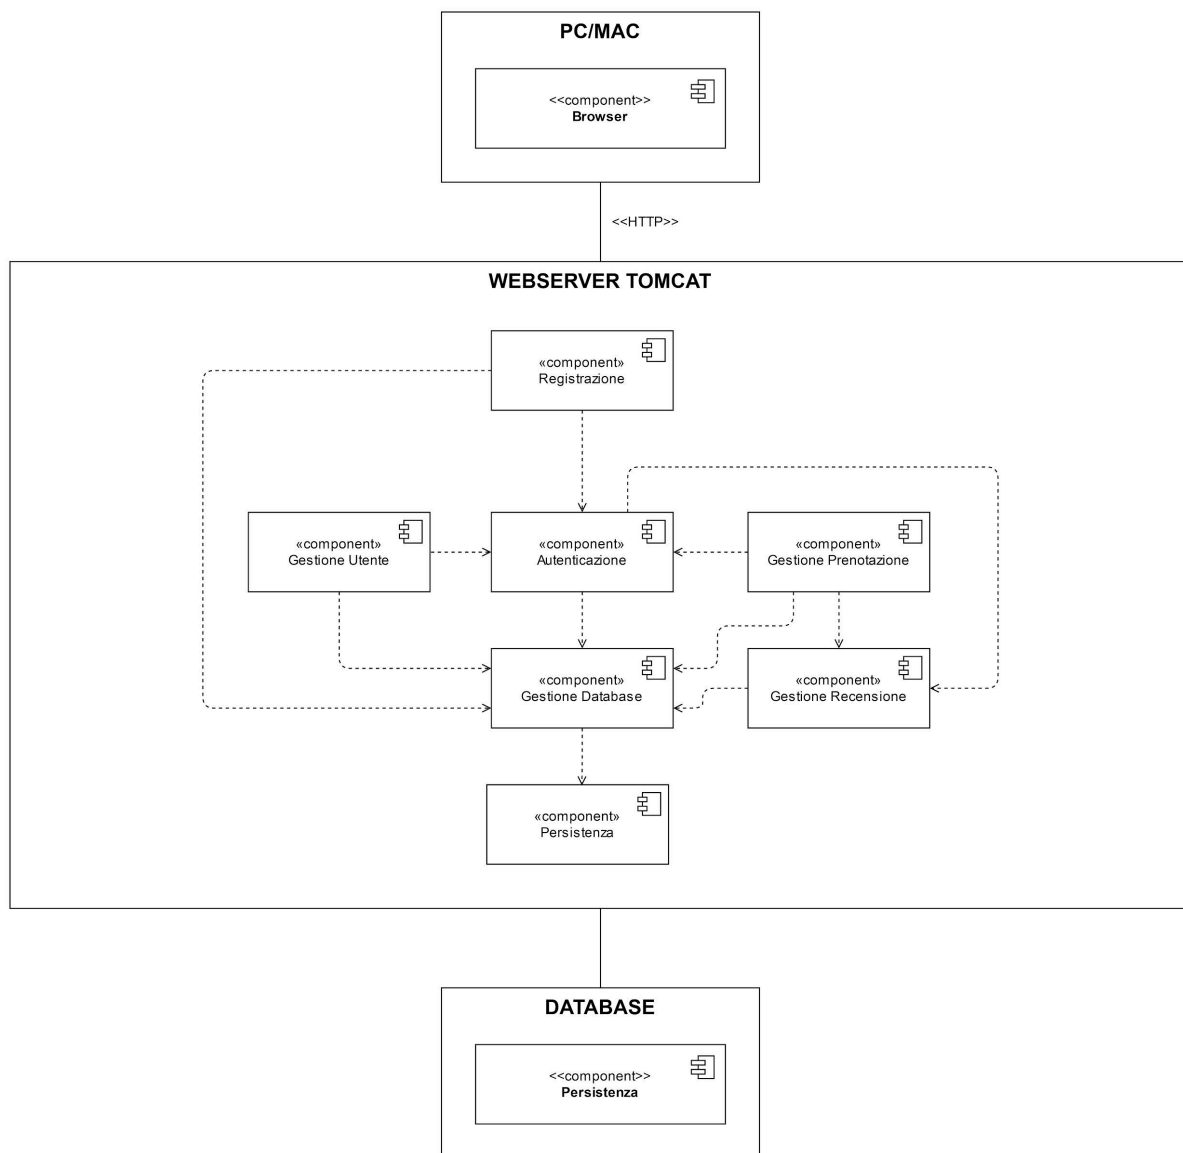 PC/MAC
<<component>>
Browser
<<HTTP>>
WEBSERVER TOMCAT
«component»
Registrazione
«component»
Gestione Utente
«component»
Autenticazione
«component»
Gestione Prenotazione
«component»
Gestione Database
«component»
Gestione Recensione
«component»
Persistenza
DATABASE
<<component>>
Persistenza